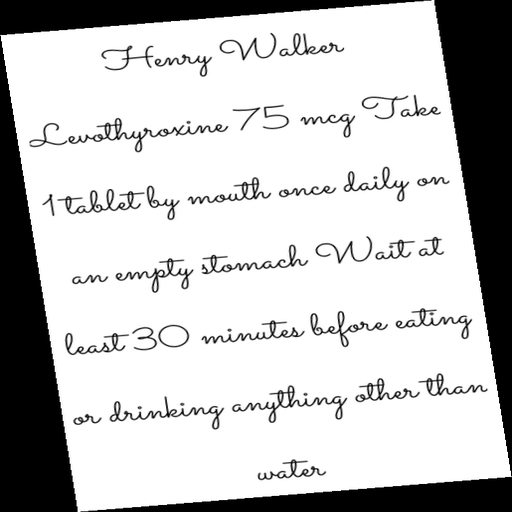 Henry Walker
Levothyroxine 75 mcg Take
1 tablet by mouth once daily on
an empty stomach Wait at
least 30 minutes before eating
or drinking anything other than
water